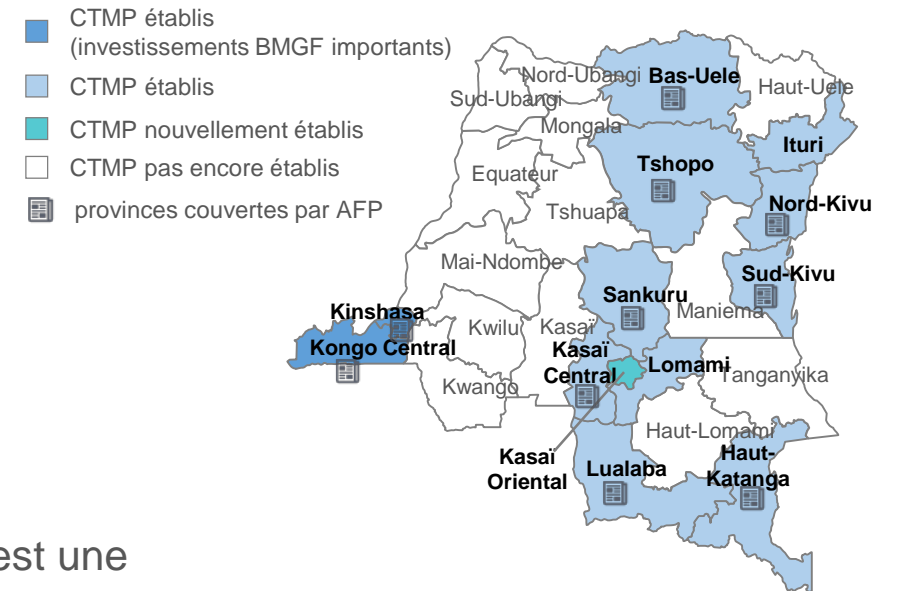 CTMP établis
(investissements BMGF importants)
CTMP établis
CTMP nouvellement établis
CTMP pas encore établis
provinces couvertes par AFP
Nord-Ubangi
Bas-Uele
Haut-Uele
Sud-Ubangi
Mongala
Ituri
Equateur
Tshopo
Tshuapa
Nord-Kivu
Mai-Ndombe
Sud-Kivu
Sankuru
Maniema
Kinshasa
Kwilu
Kasaï
Kongo Central
Kasaï
Central
Lomami
Tanganyika
Kwango
Haut-Lomami
Kasaï
Oriental
Lualaba
Haut-
Katanga
est une